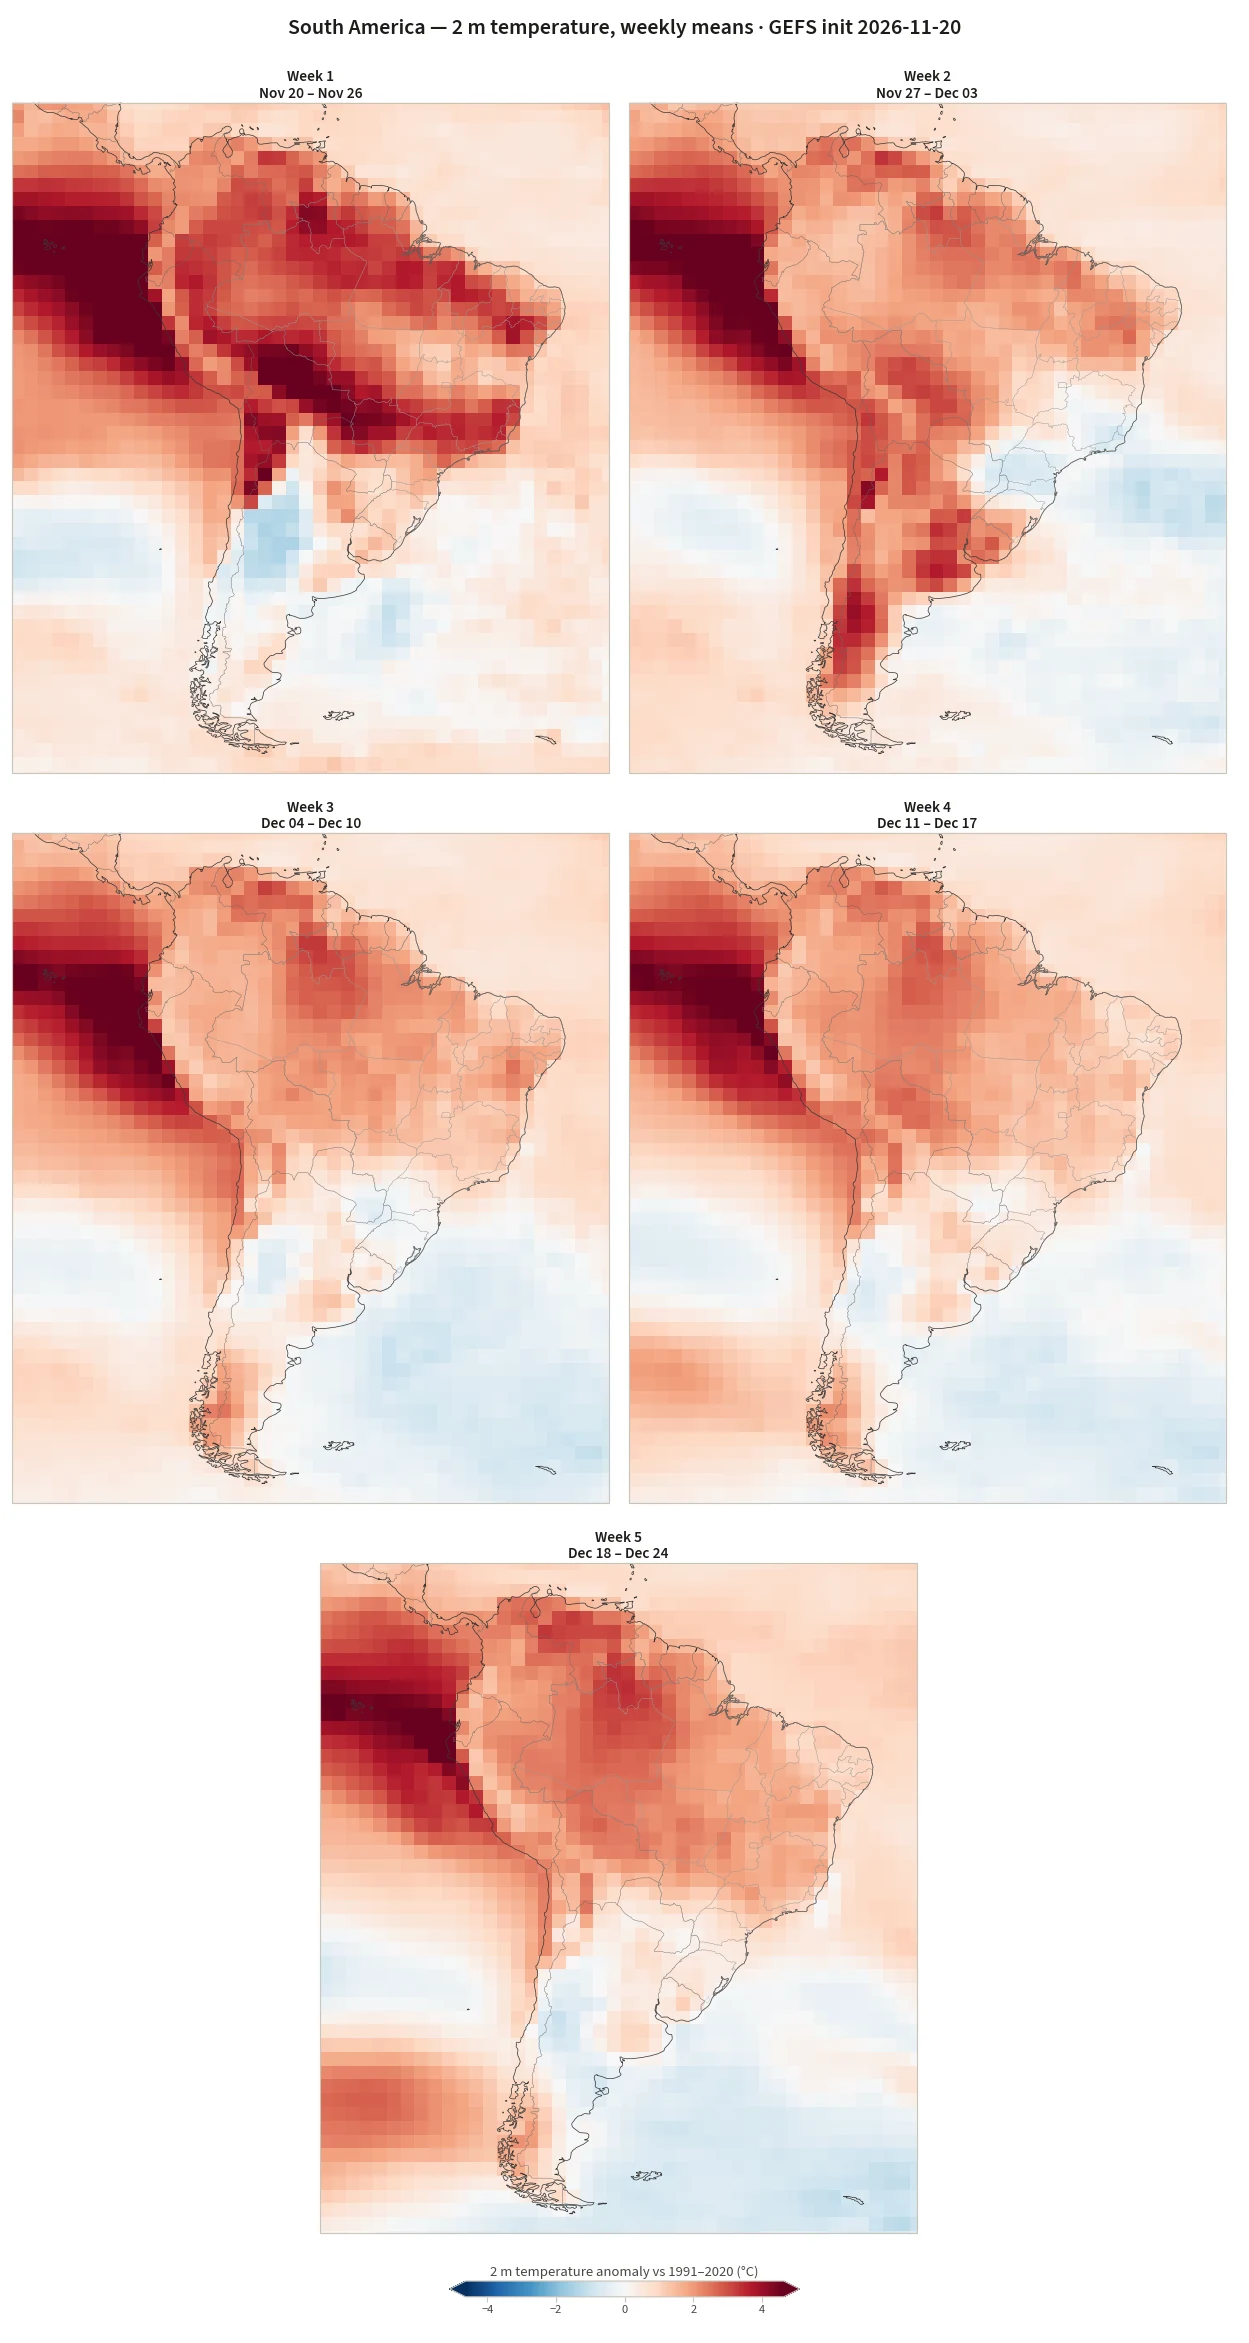 South America — 2 m temperature, weekly means · GEFS init 2026-11-20
Week 1
Nov 20 – Nov 26
Week 2
Nov 27 – Dec 03
Week 3
Dec 04 – Dec 10
Week 4
Dec 11 – Dec 17
Week 5
Dec 18 – Dec 24
2 m temperature anomaly vs 1991–2020 (°C)
−4 −2 0 2 4